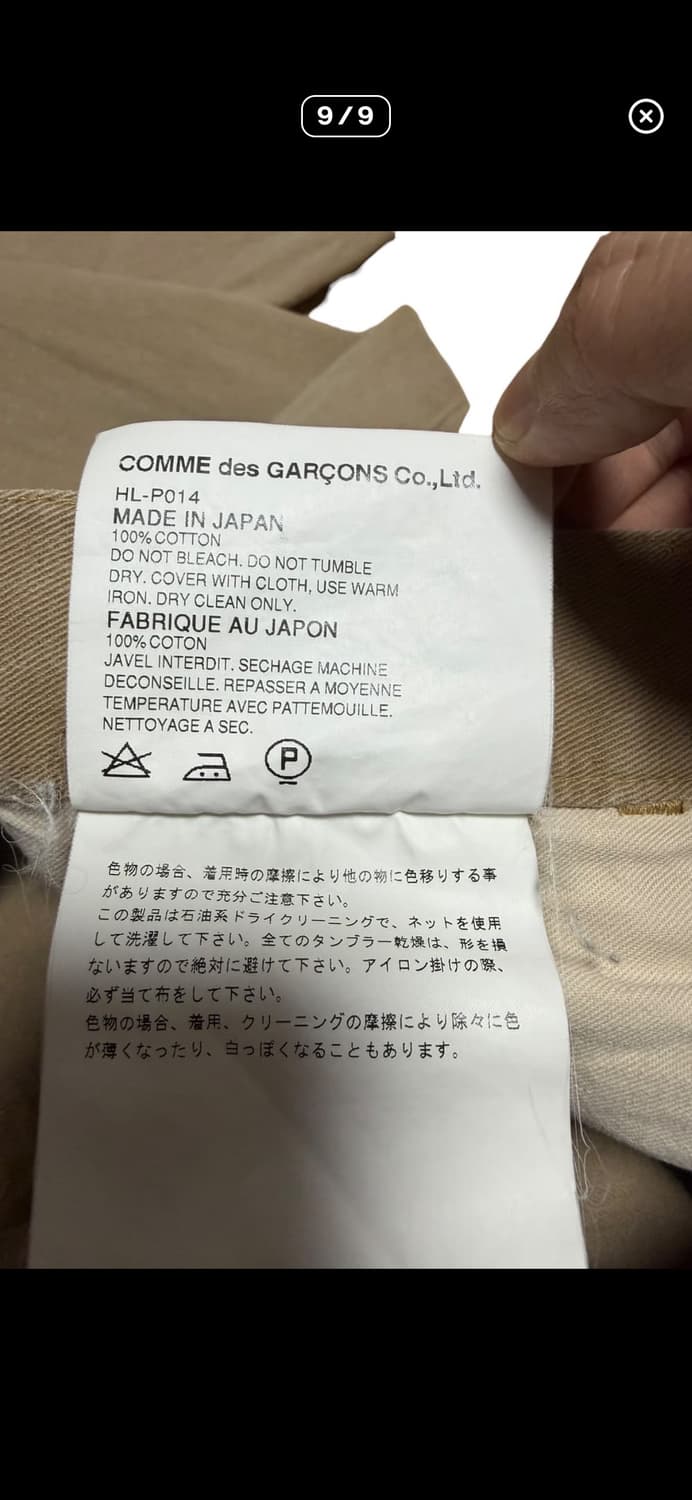 9/9
COMME des GARÇONS Co.,Ltd.
HL-P014
MADE IN JAPAN
100% COTTON
DO NOT BLEACH. DO NOT TUMBLE
DRY. COVER WITH CLOTH, USE WARM
IRON. DRY CLEAN ONLY.
FABRIQUE AU JAPON
100% COTON
JAVEL INTERDIT. SECHAGE MACHINE
DECONSEILLE. REPASSER A MOYENNE
TEMPERATURE AVEC PATTEMOUILLE.
NETTOYAGE A SEC.
P
色物の場合、着用時の摩擦により他の物に色移りする事
がありますので充分ご注意下さい。
この製品は石油系ドライクリーニングで、ネットを使用
して洗濯して下さい。全てのタンブラー乾燥は、形を損
ないますので絶対に避けて下さい。アイロン掛けの際、
必ず当て布をして下さい。
色物の場合、着用、クリーニングの摩擦により除々に色
が薄くなったり、白っぽくなることもあります。